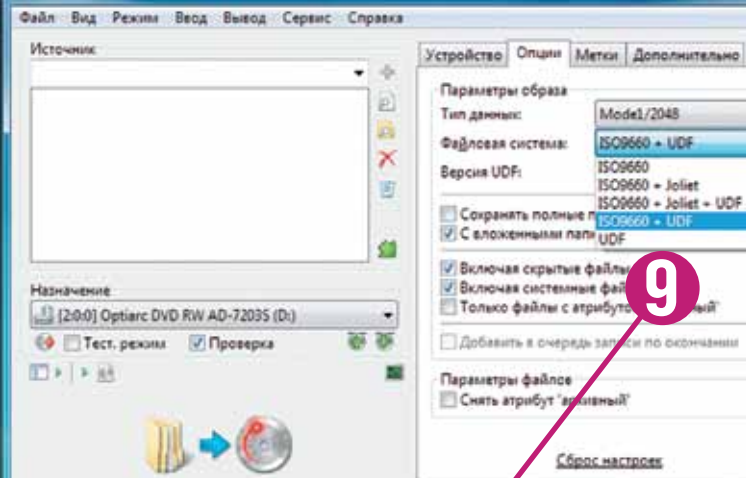 Файл Вид Режим Ввод Вывод Сервис Справка
Источник
Назначение
[2:0:0] Optiarc DVD RW AD-7203S (D:)
Тест. режим Проверка
Устройство Опции Метки Дополнительно
Параметры образа
Тип данных: Mode1/2048
Файловая система: ISO9660 + UDF
Версия UDF:
ISO9660
ISO9660 + Joliet
ISO9660 + Joliet + UDF
ISO9660 + UDF
UDF
Сохранять полные
С вложенными
Включая скрытые файлы
Включая системные
Только файлы с
9
Добавить в очередь записи по окончании
Параметры файлов
Снять атрибут 'архивный'
Сброс настроек